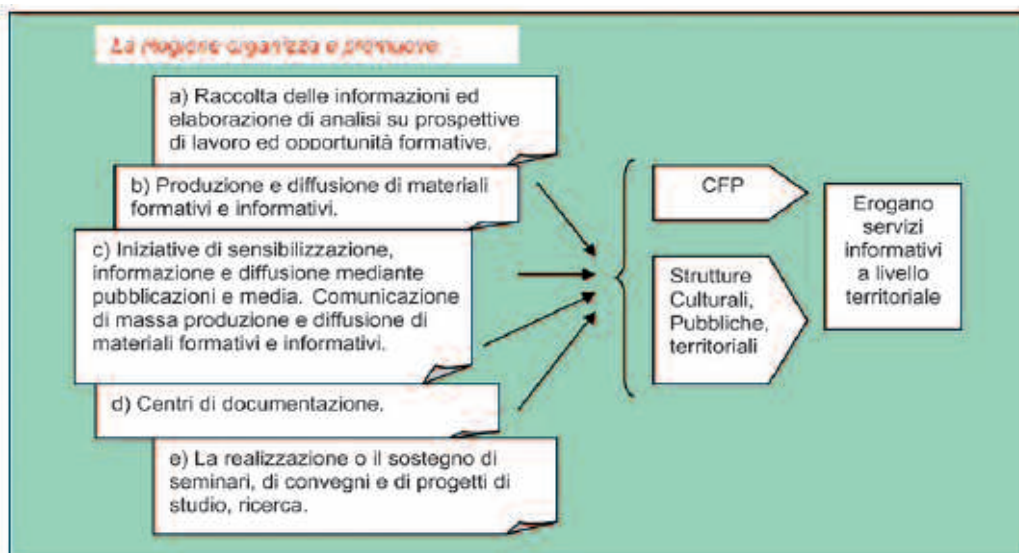 La Regione organizza e promuove
a) Raccolta delle informazioni ed
elaborazione di analisi su prospettive
di lavoro ed opportunità formative.
b) Produzione e diffusione di materiali
formativi e informativi.
c) Iniziative di sensibilizzazione,
informazione e diffusione mediante
pubblicazioni e media. Comunicazione
di massa produzione e diffusione di
materiali formativi e informativi.
d) Centri di documentazione.
e) La realizzazione o il sostegno di
seminari, di convegni e di progetti di
studio, ricerca.
CFP
Strutture
Culturali,
Pubbliche,
territoriali
Erogano
servizi
informativi
a livello
territoriale